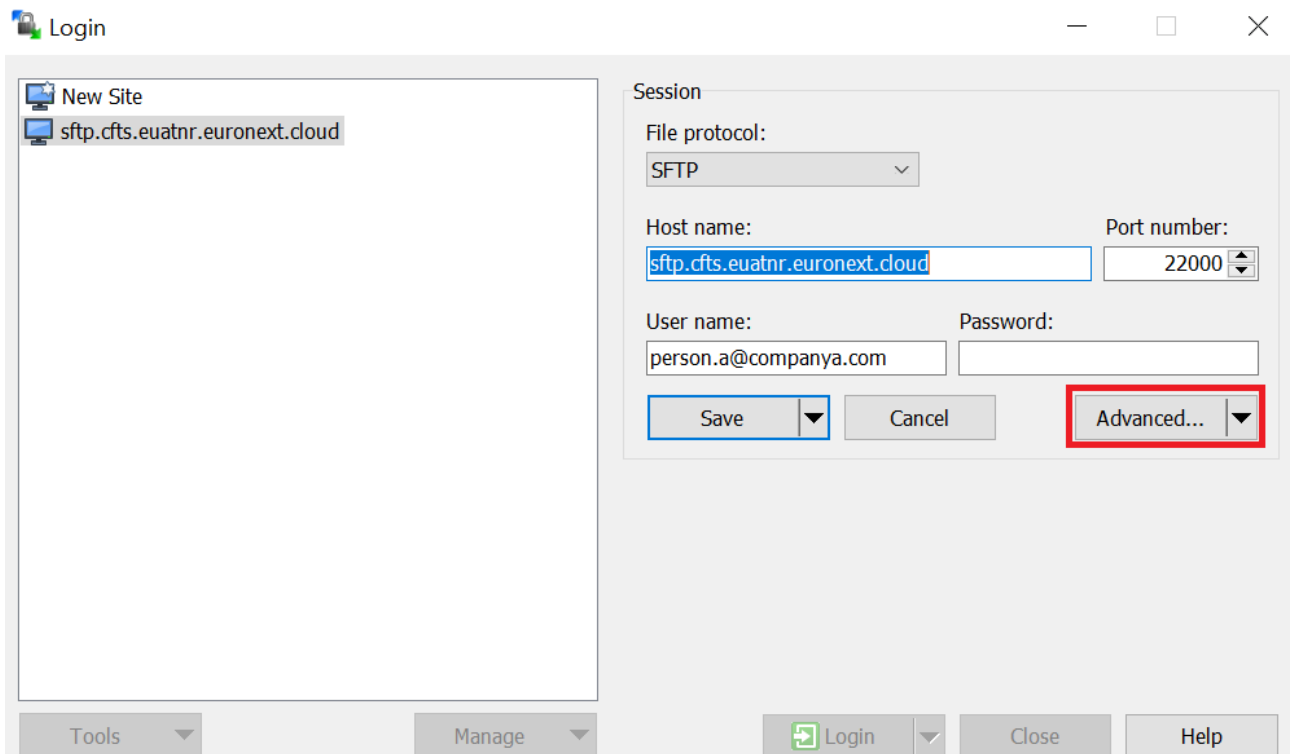 Login
New Site
sftp.cfts.euatnr.euronext.cloud
Session
File protocol:
SFTP
Host name:
Port number:
sftp.cfts.euatnr.euronext.cloud
22000
User name:
Password:
person.a@companya.com
Save
Cancel
Advanced...
Tools
Manage
Login
Close
Help